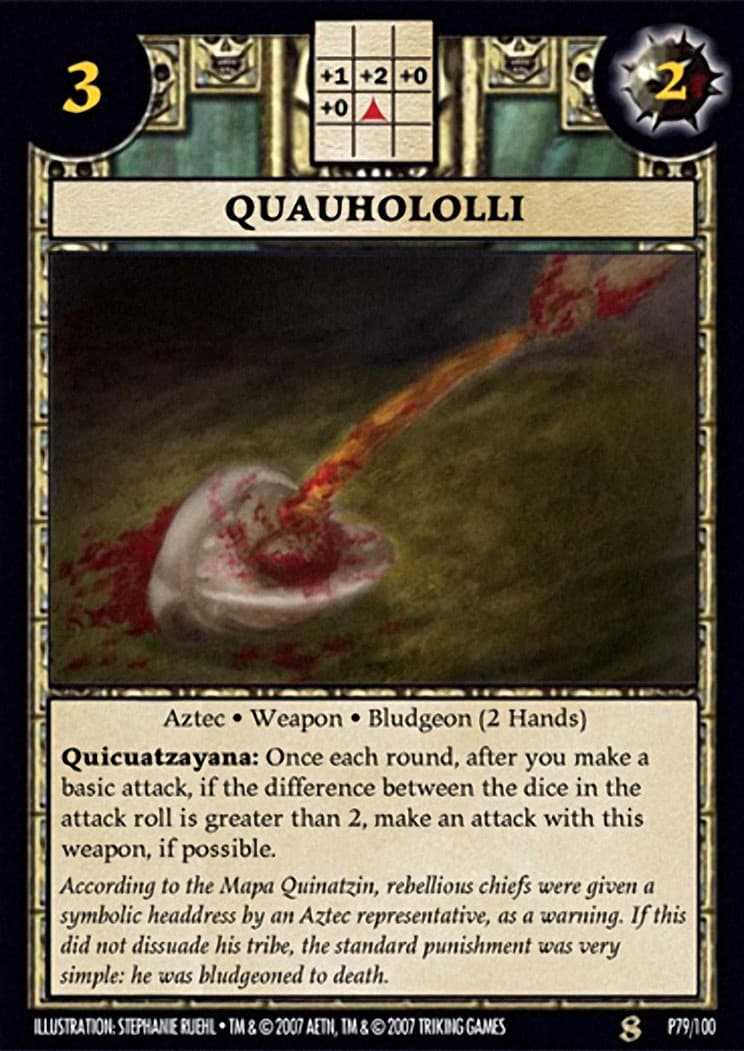 3
+1 +2 +0
2
+0
QUAUHOLOLLI
Aztec • Weapon • Bludgeon (2 Hands)
Quicuatzayana: Once each round, after you make a
basic attack, if the difference between the dice in the
attack roll is greater than 2, make an attack with this
weapon, if possible.
According to the Mapa Quinatzin, rebellious chiefs were given a
symbolic headdress by an Aztec representative, as a warning. If this
did not dissuade his tribe, the standard punishment was very
simple: he was bludgeoned to death.
ILLUSTRATION: STEPHANIE RUEHL • TM & © 2007 AETN, TM & © 2007 TRIKING GAMES P79/100